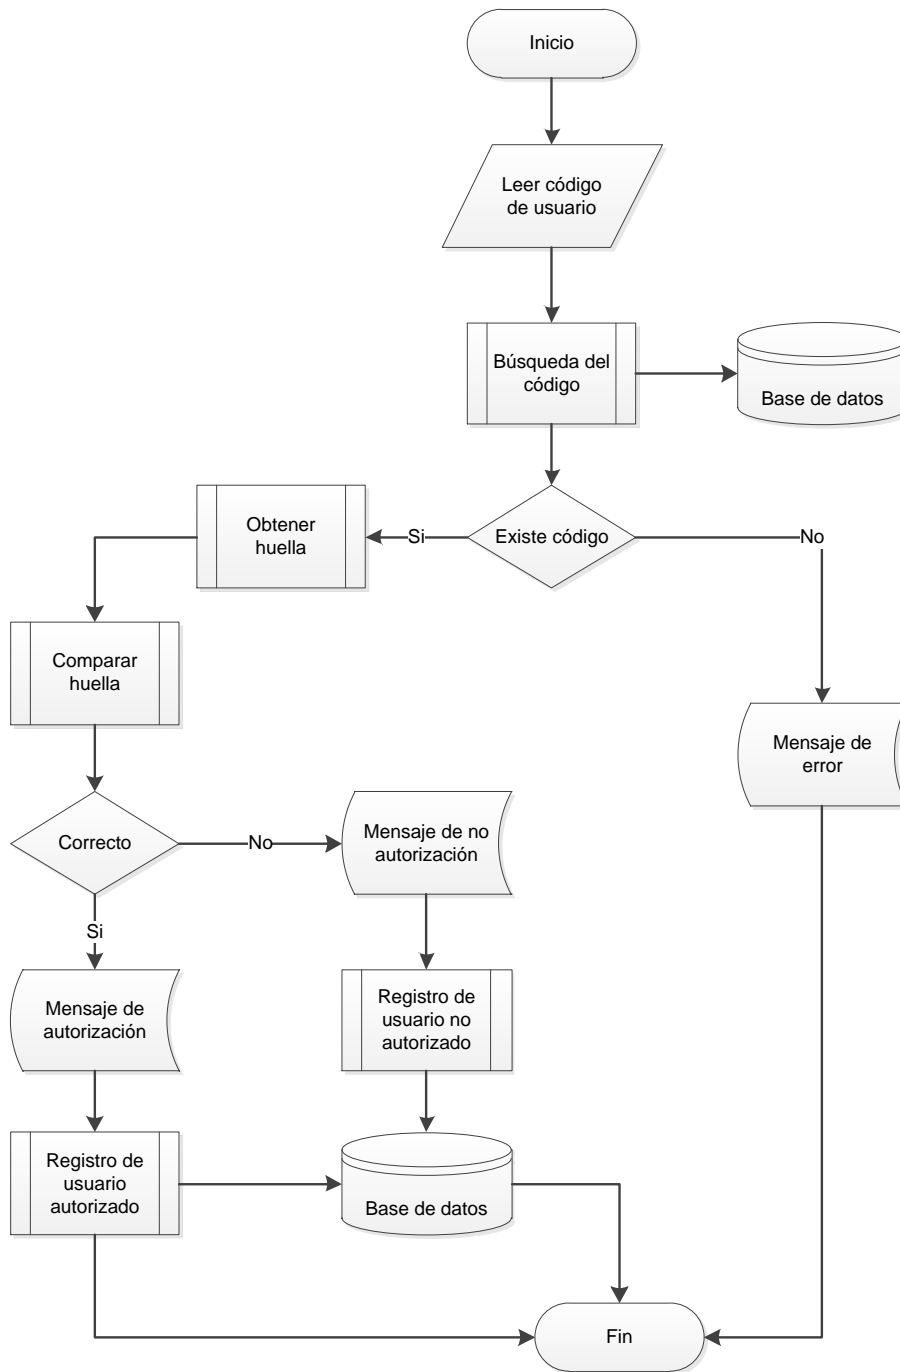 Inicio
Leer código
de usuario
Búsqueda del
código
Base de datos
Existe código
Si
No
Obtener
huella
Comparar
huella
Mensaje de
error
Correcto
No
Mensaje de no
autorización
Si
Mensaje de
autorización
Registro de
usuario no
autorizado
Registro de
usuario
autorizado
Base de datos
Fin